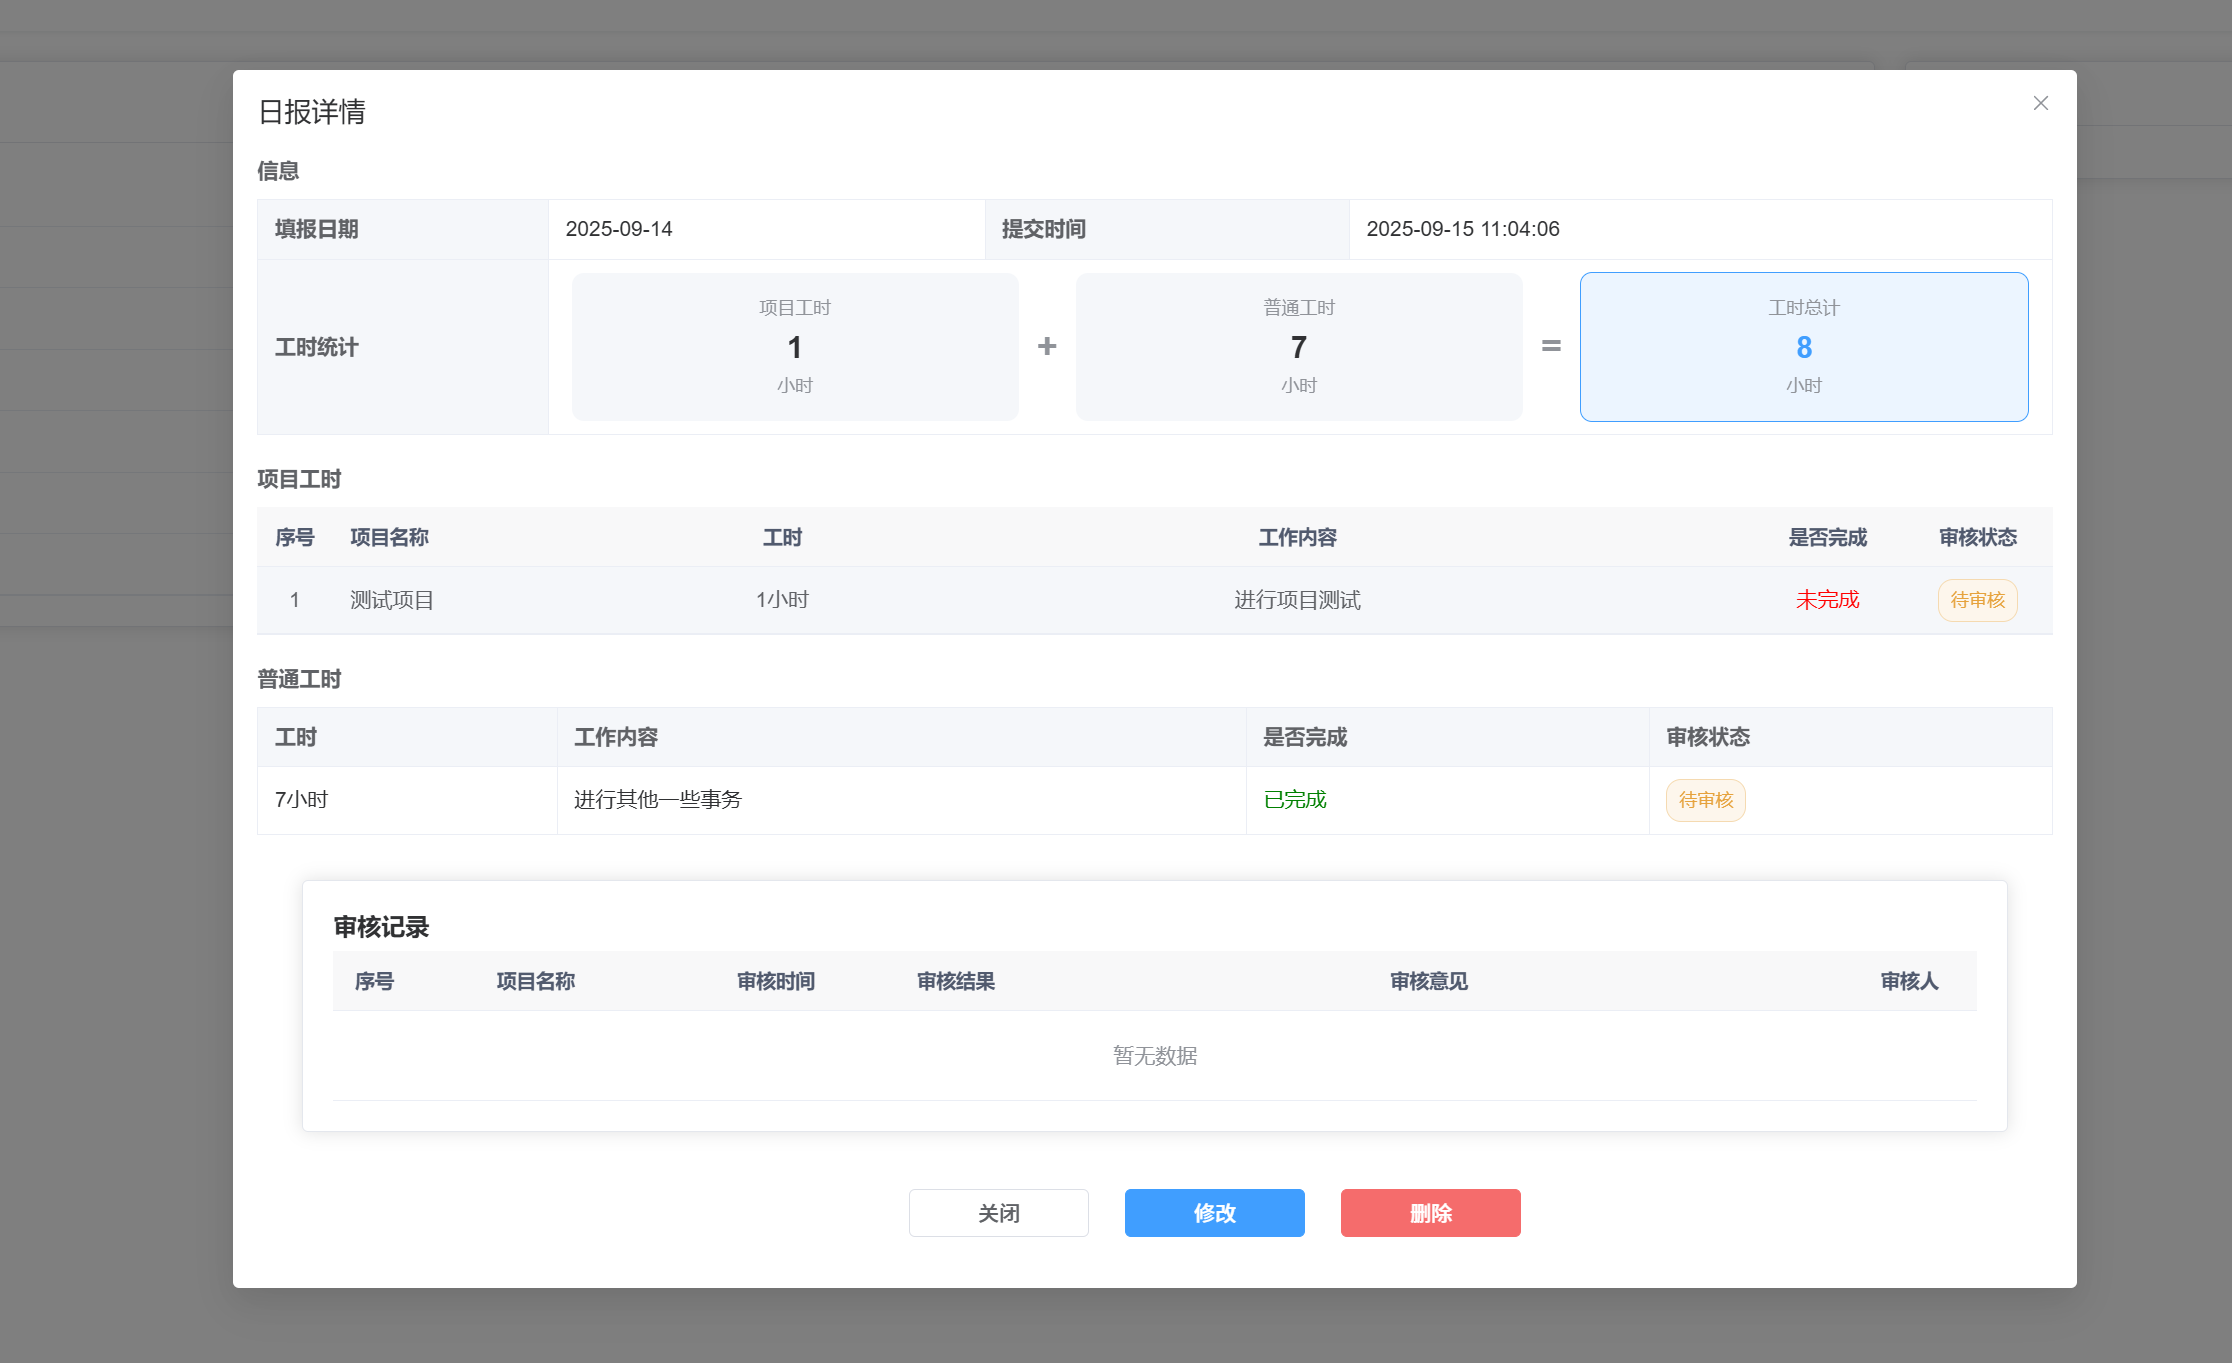 日报详情
信息
填报日期 2025-09-14 提交时间 2025-09-15 11:04:06
工时统计
项目工时
1
小时
+
普通工时
7
小时
=
工时总计
8
小时
项目工时
序号 项目名称 工时 工作内容 是否完成 审核状态
1 测试项目 1小时 进行项目测试 未完成 待审核
普通工时
工时 工作内容 是否完成 审核状态
7小时 进行其他一些事务 已完成 待审核
审核记录
序号 项目名称 审核时间 审核结果 审核意见 审核人
暂无数据
关闭 修改 删除